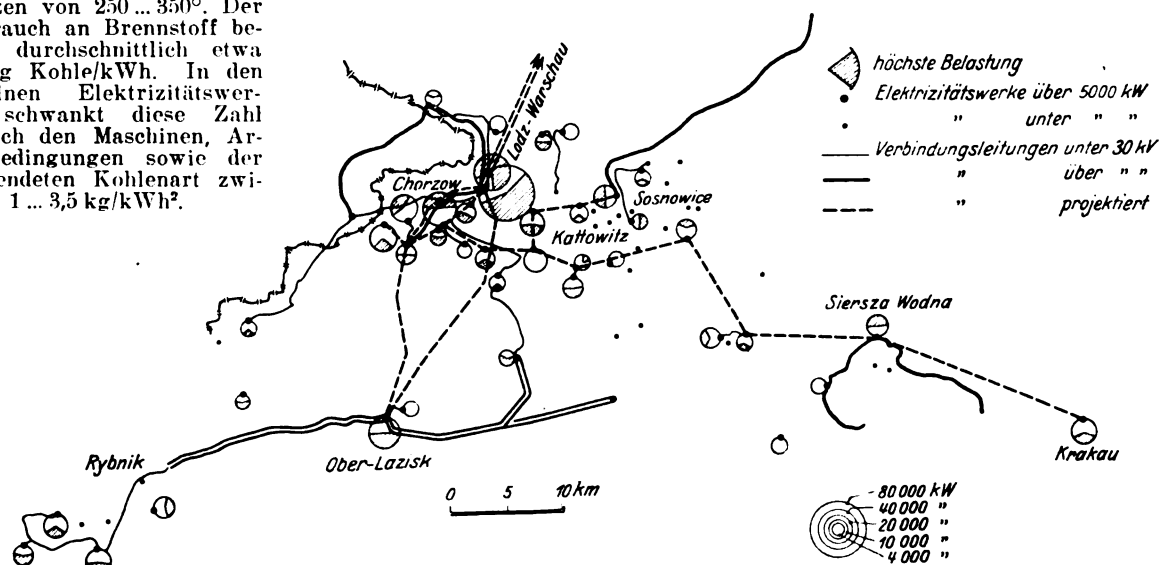 zen von 250 ... 350°. Der
rauch an Brennstoff be-
durchschnittlich etwa
g Kohle/kWh. In den
inen Elektrizitätswer-
schwankt diese Zahl
ch den Maschinen, Ar-
edingungen sowie der
endeten Kohlenart zwi-
1 ... 3,5 kg/kWh².
Lodz-Warschau
Chorzow
Sosnowice
Kattowitz
Siersza Wodna
Rybnik
Ober-Lazisk
Krakau
höchste Belastung
Elektrizitätswerke über 5000 kW
" unter " "
Verbindungsleitungen unter 30 kV
" über " "
" projektiert
0 5 10 km
80 000 kW
40 000 "
20 000 "
10 000 "
4 000 "